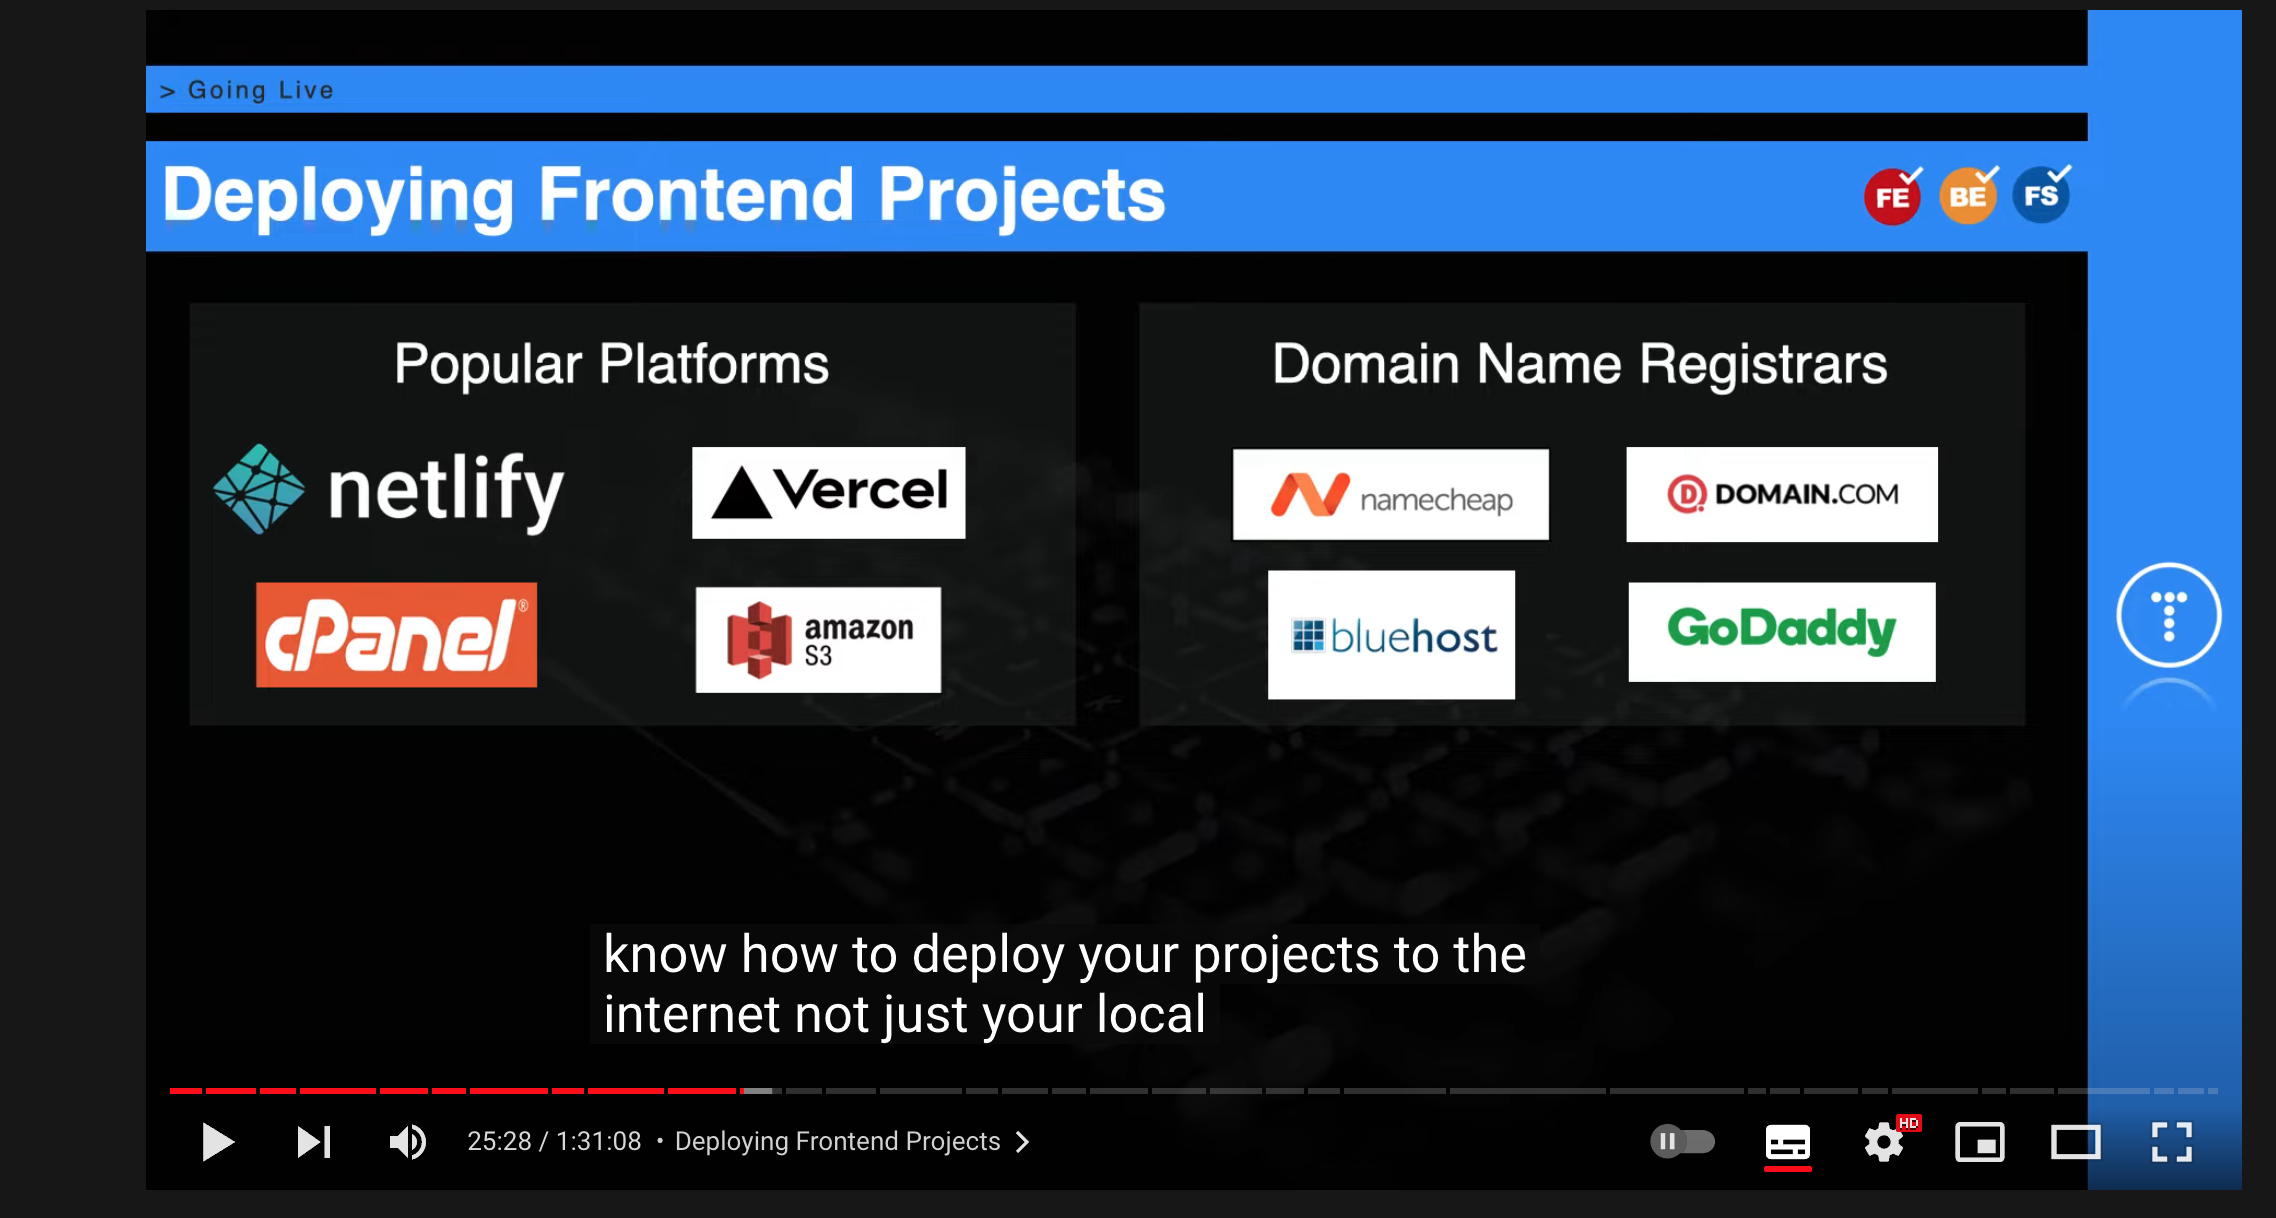 > Going Live
Deploying Frontend Projects
FE BE FS
Popular Platforms
netlify
Vercel
cPanel®
amazon
S3
Domain Name Registrars
namecheap
DOMAIN.COM
bluehost
GoDaddy
know how to deploy your projects to the
internet not just your local
25:28 / 1:31:08 • Deploying Frontend Projects
HD